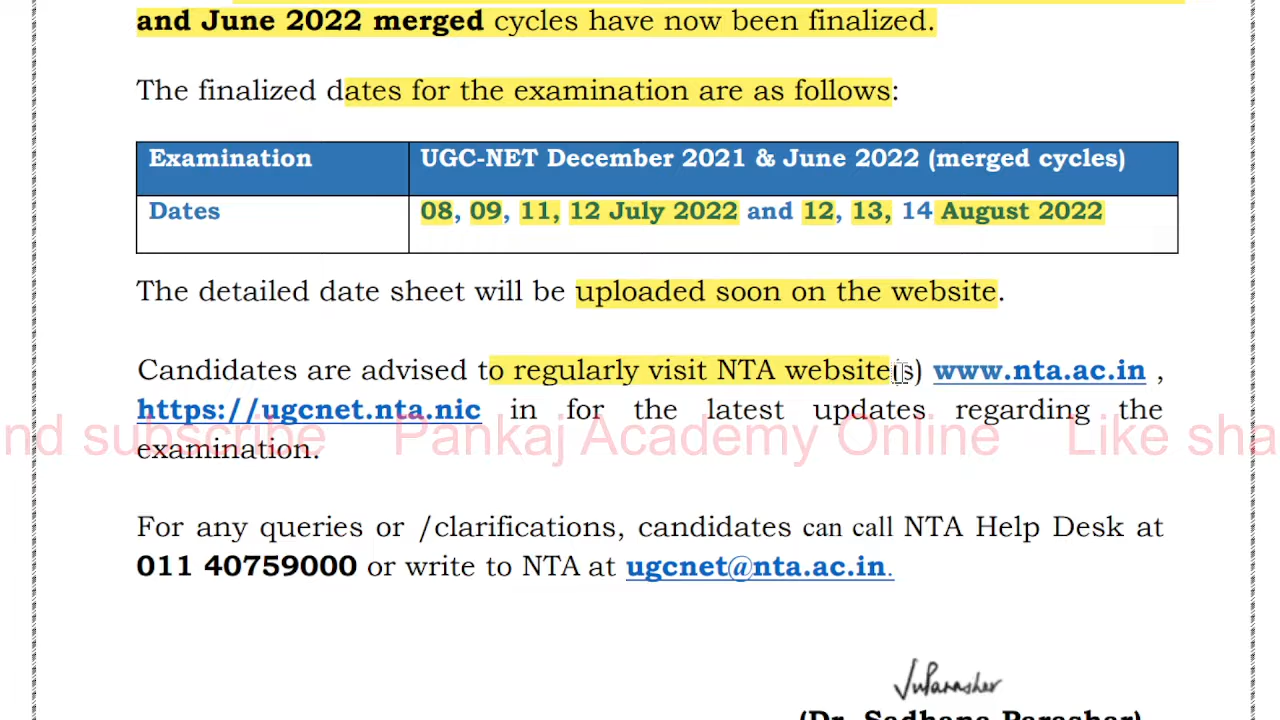 and June 2022 merged cycles have now been finalized.
The finalized dates for the examination are as follows:
Examination UGC-NET December 2021 & June 2022 (merged cycles)
Dates 08, 09, 11, 12 July 2022 and 12, 13, 14 August 2022
The detailed date sheet will be uploaded soon on the website.
Candidates are advised to regularly visit NTA website(s) www.nta.ac.in ,
https://ugcnet.nta.nic in for the latest updates regarding the
nd subscribe Pankaj Academy Online Like sha
examination.
For any queries or /clarifications, candidates can call NTA Help Desk at
011 40759000 or write to NTA at ugcnet@nta.ac.in.
(Dr. Sadhana Parashar)